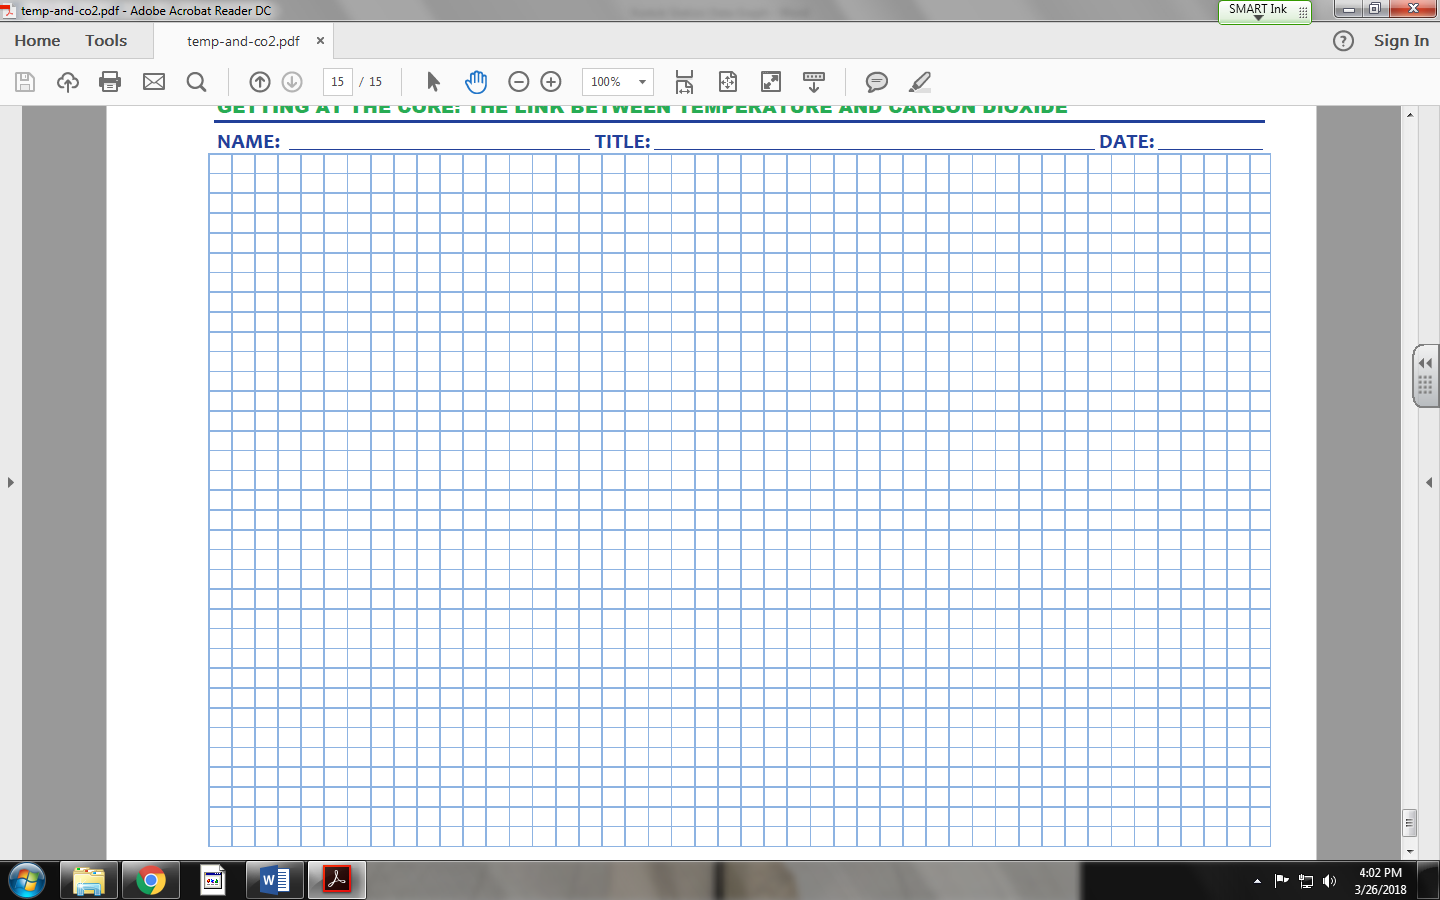 temp-and-co2.pdf - Adobe Acrobat Reader DC
SMART Ink
Home Tools temp-and-co2.pdf × ? Sign In
15 / 15 100%
GETTING AT THE CORE: THE LINK BETWEEN TEMPERATURE AND CARBON DIOXIDE
NAME: TITLE: DATE:
4:02 PM
3/26/2018